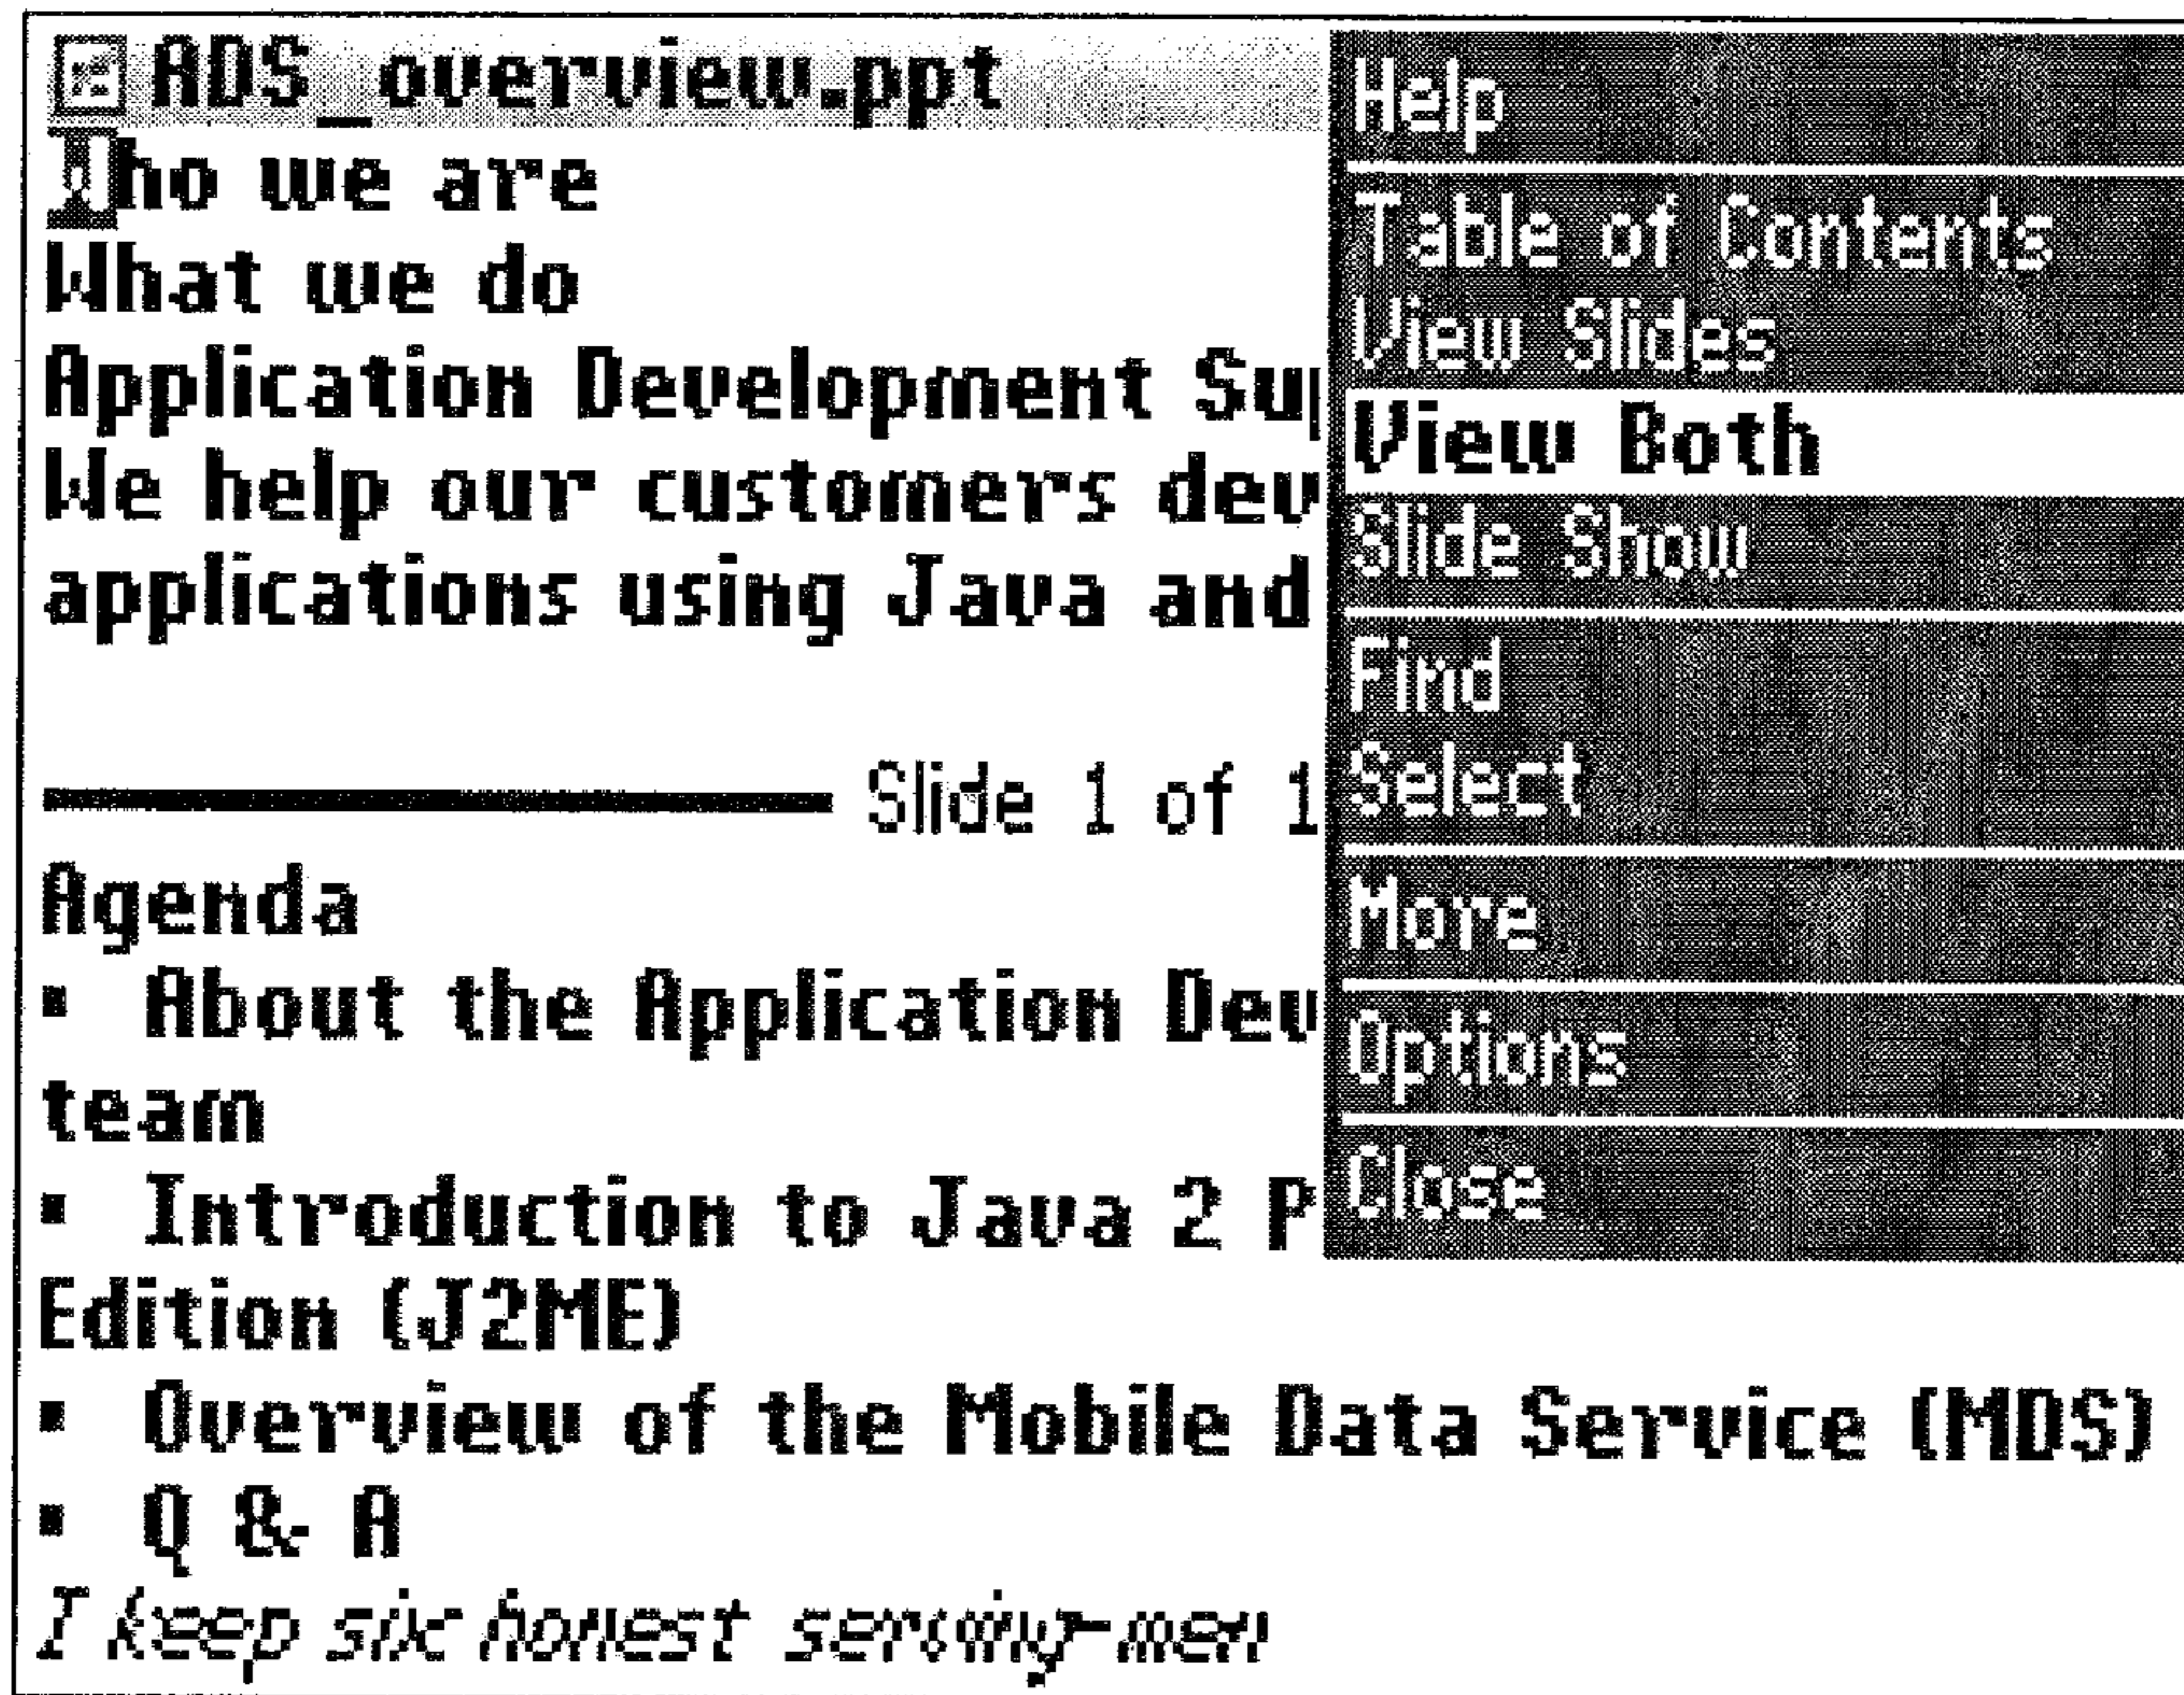 ADS_overview.ppt
Who we are
What we do
Application Development Sup
We help our customers dev
applications using Java and
Slide 1 of 1
Agenda
▪ About the Application Dev
team
▪ Introduction to Java 2 P
Edition (J2ME)
▪ Overview of the Mobile Data Service (MDS)
▪ Q & A
I keep six honest serving-men
Help
Table of Contents
View Slides
View Both
Slide Show
Find
Select
More
Options
Close